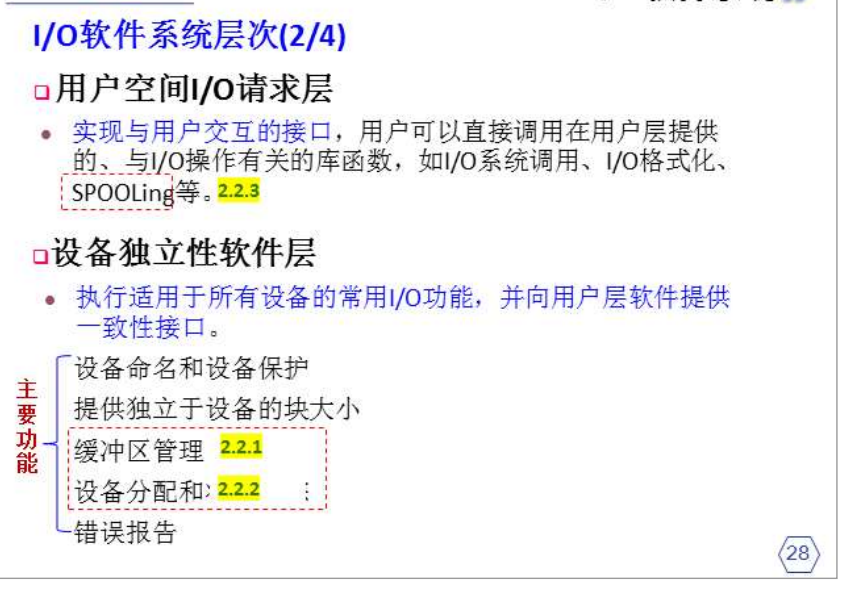 I/O软件系统层次(2/4)
用户空间I/O请求层
实现与用户交互的接口，用户可以直接调用在用户层提供
的、与I/O操作有关的库函数，如I/O系统调用、I/O格式化、
SPOOLing等。2.2.3
设备独立性软件层
执行适用于所有设备的常用I/O功能，并向用户层软件提供
一致性接口。
主要功能
设备命名和设备保护
提供独立于设备的块大小
缓冲区管理 2.2.1
设备分配和 2.2.2
错误报告
28